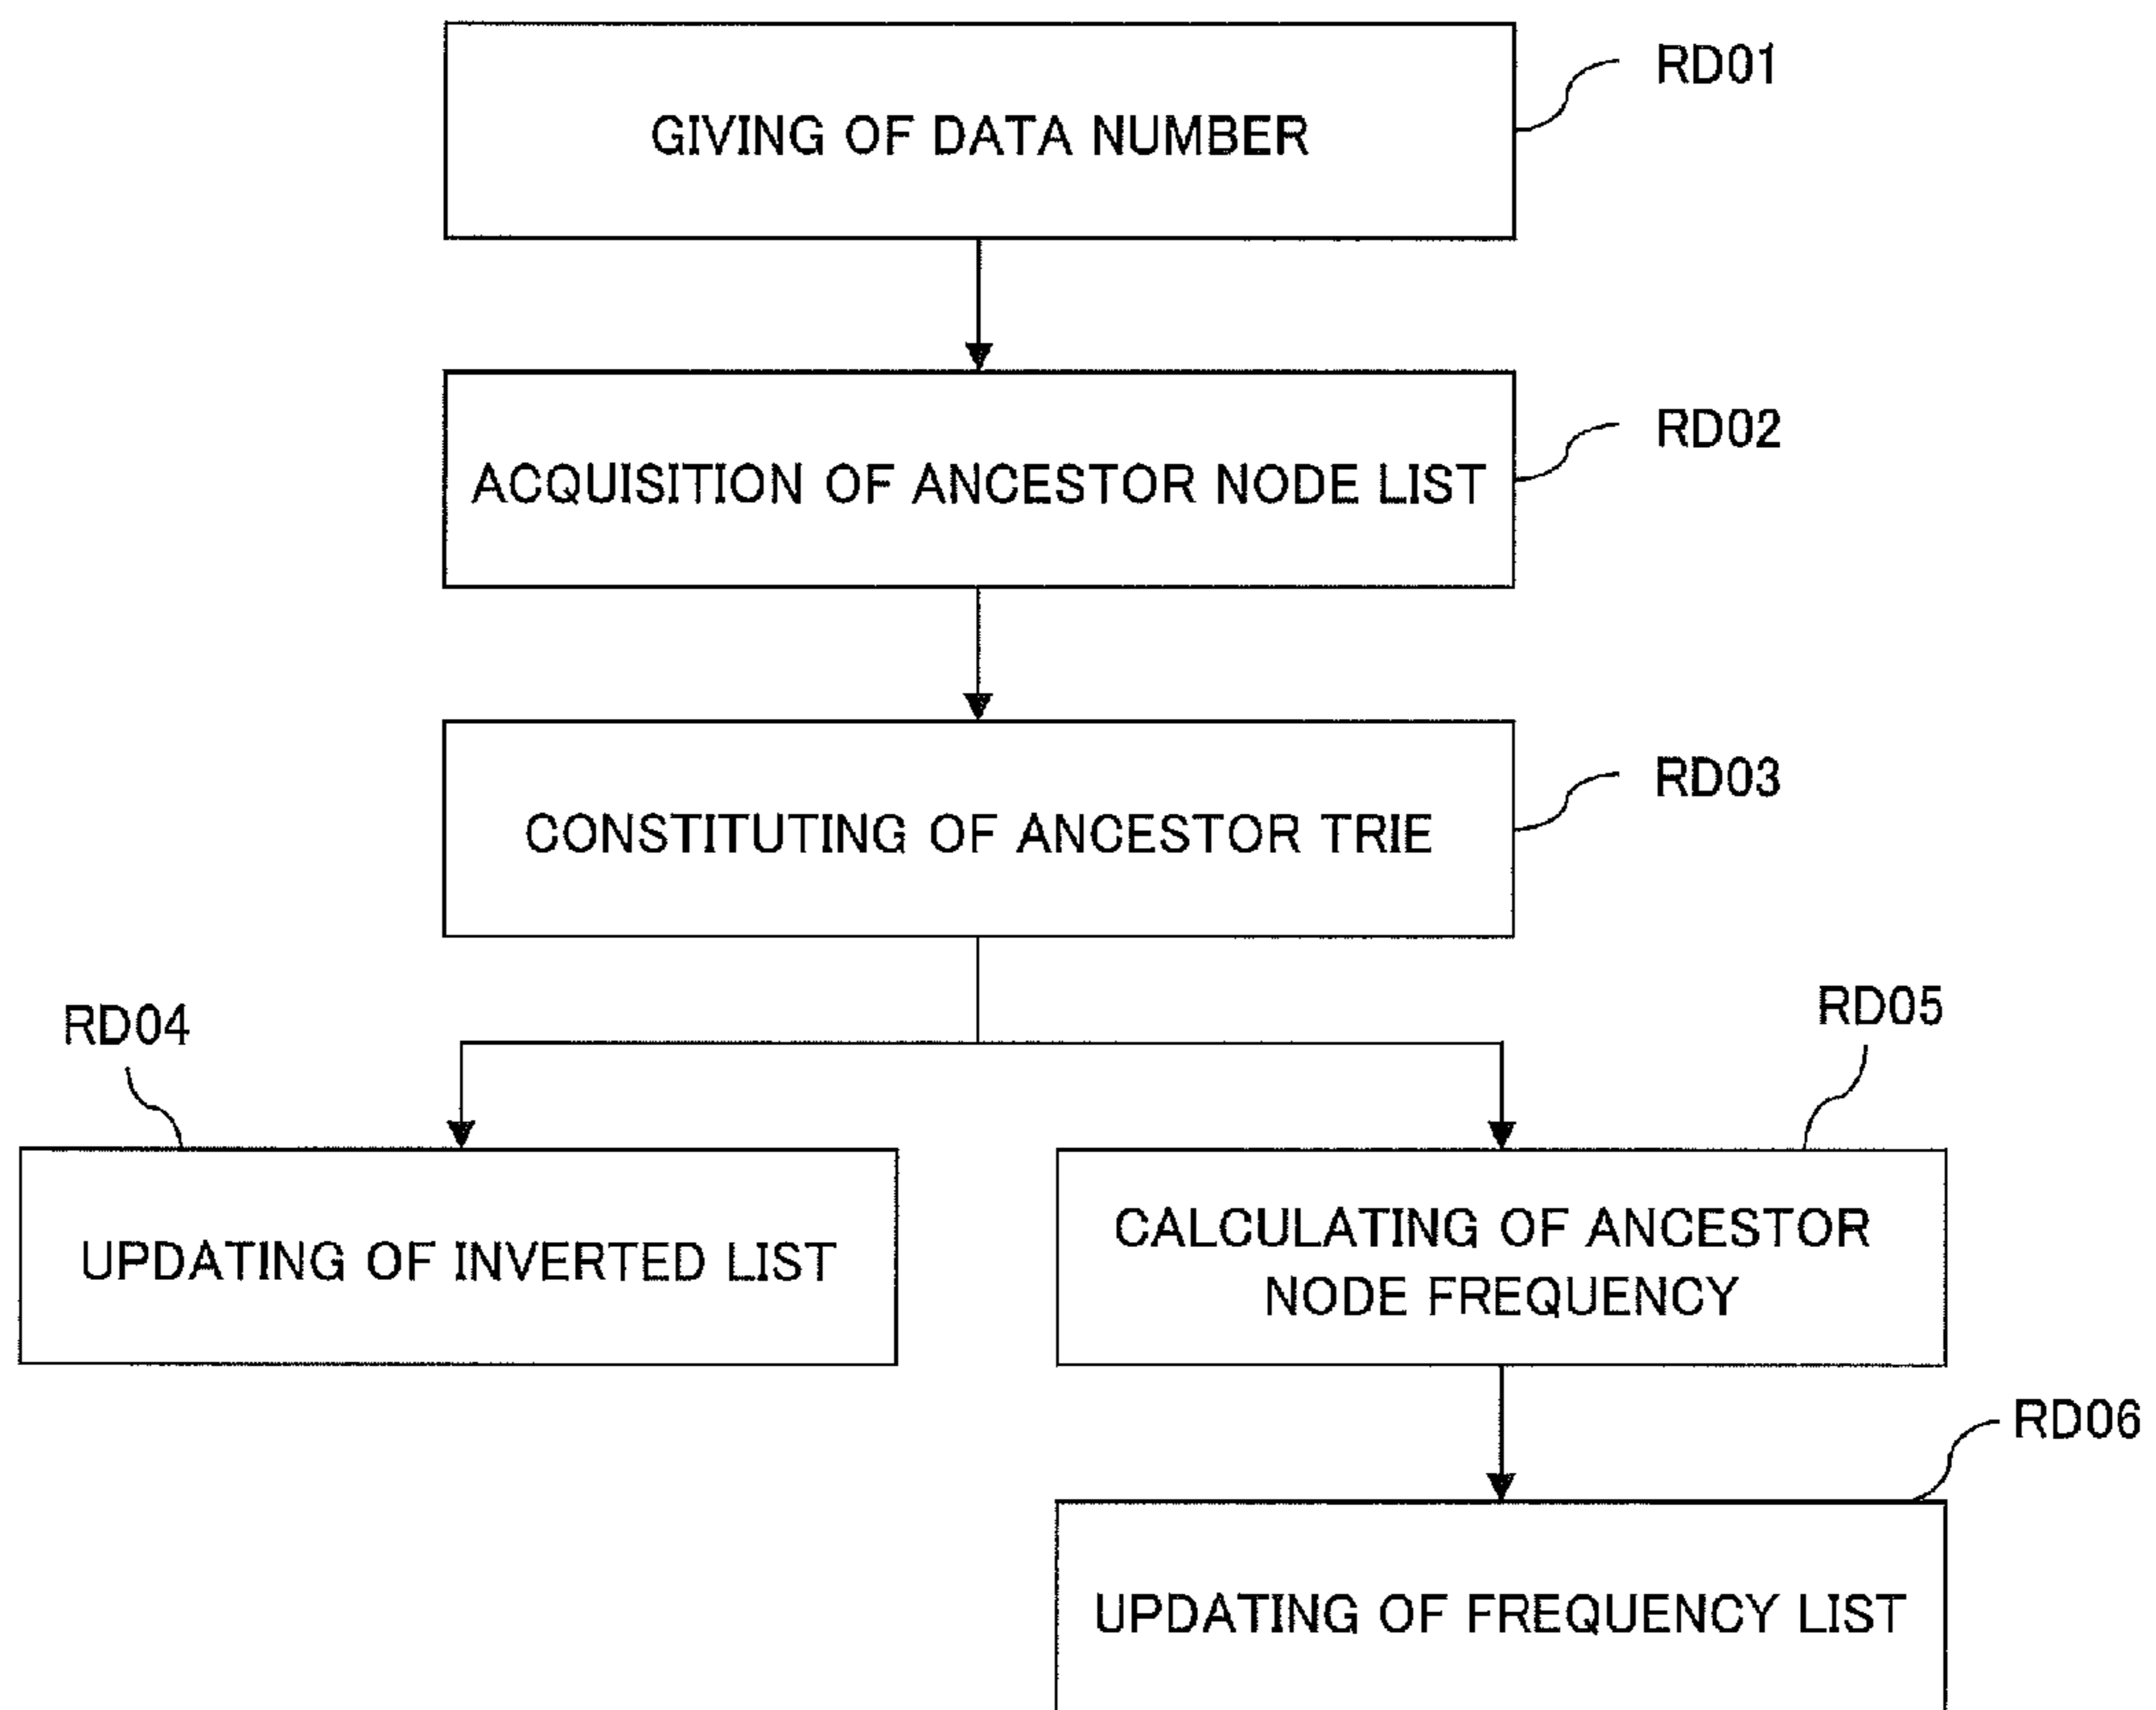 RD01
GIVING OF DATA NUMBER
RD02
ACQUISITION OF ANCESTOR NODE LIST
RD03
CONSTITUTING OF ANCESTOR TRIE
RD04
RD05
UPDATING OF INVERTED LIST
CALCULATING OF ANCESTOR
NODE FREQUENCY
RD06
UPDATING OF FREQUENCY LIST